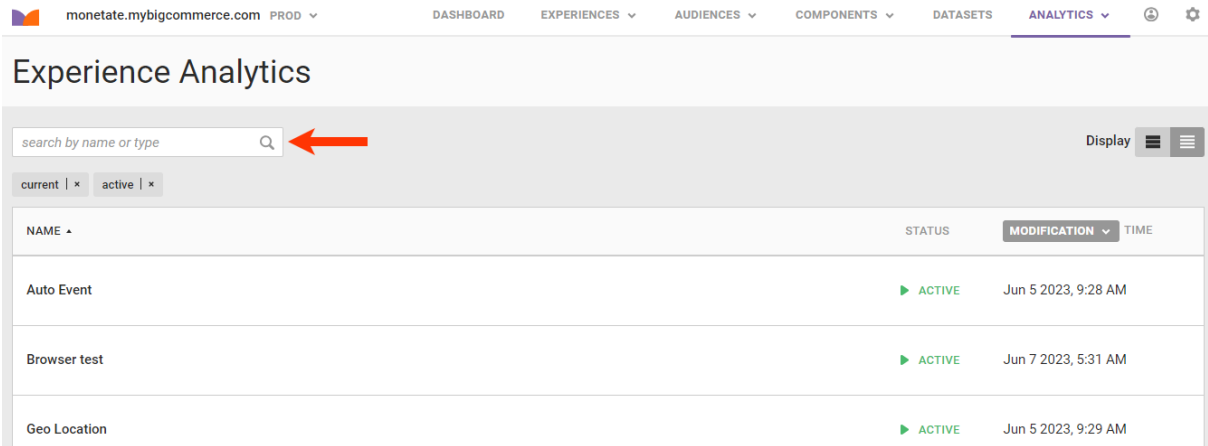 monetate.mybigcommerce.com PROD DASHBOARD EXPERIENCES AUDIENCES COMPONENTS DATASETS ANALYTICS
Experience Analytics
search by name or type Display
current | × active | ×
NAME STATUS MODIFICATION TIME
Auto Event ACTIVE Jun 5 2023, 9:28 AM
Browser test ACTIVE Jun 7 2023, 5:31 AM
Geo Location ACTIVE Jun 5 2023, 9:29 AM